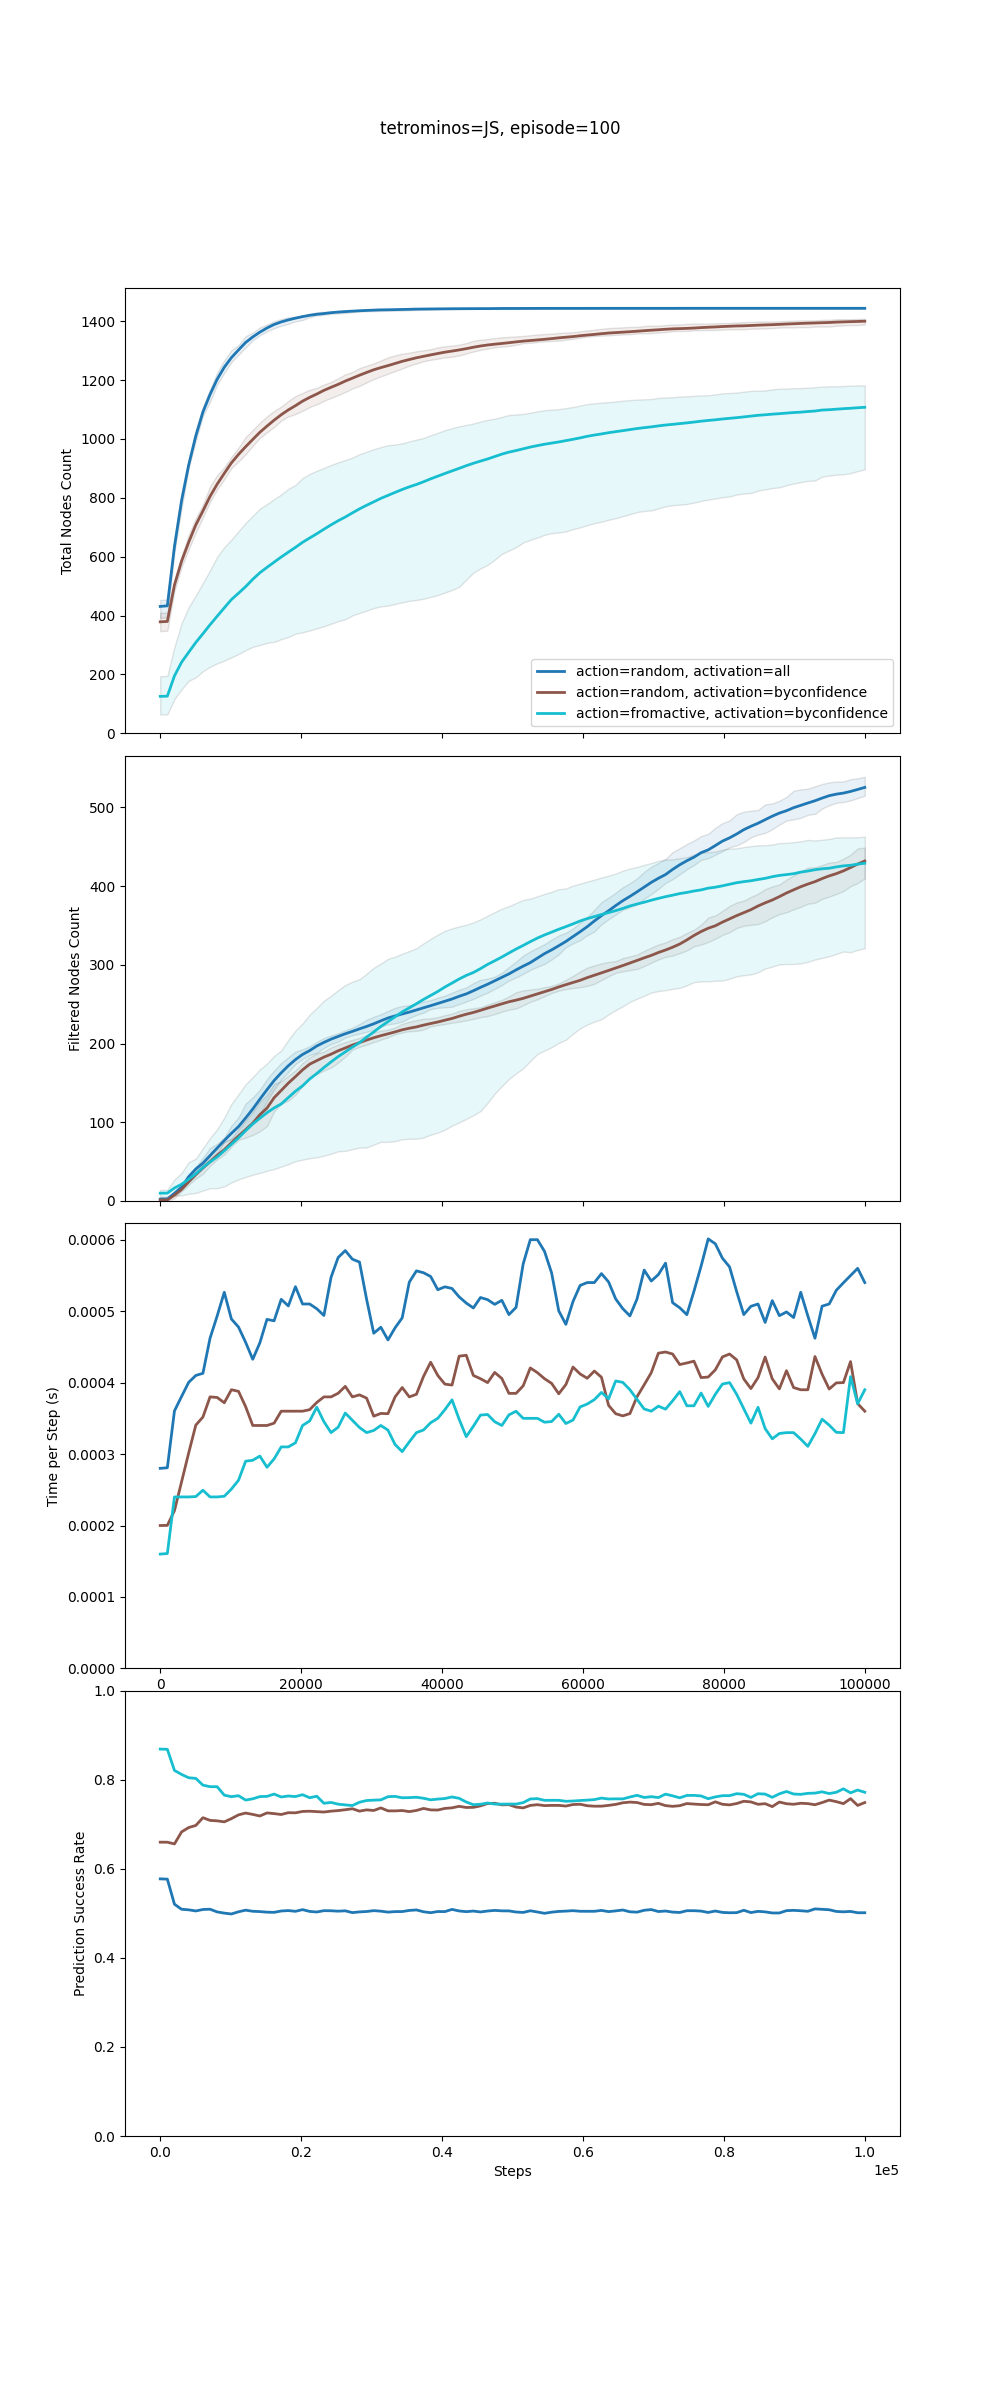 tetrominos=JS, episode=100
1400
1200
1000
800
600
400
200
0
Total Nodes Count
action=random, activation=all
action=random, activation=byconfidence
action=fromactive, activation=byconfidence
500
400
300
200
100
0
Filtered Nodes Count
0.0006
0.0005
0.0004
0.0003
0.0002
0.0001
0.0000
Time per Step (s)
0 20000 40000 60000 80000 100000
1.0
0.8
0.6
0.4
0.2
0.0
Prediction Success Rate
0.0 0.2 0.4 0.6 0.8 1.0
Steps
1e5